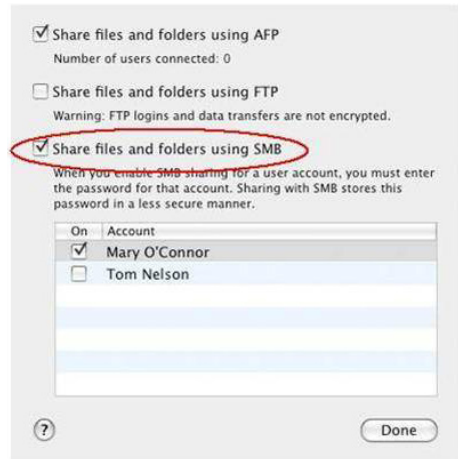 Share files and folders using AFP
Number of users connected: 0
Share files and folders using FTP
Warning: FTP logins and data transfers are not encrypted.
Share files and folders using SMB
When you enable SMB sharing for a user account, you must enter
the password for that account. Sharing with SMB stores this
password in a less secure manner.
On Account
Mary O'Connor
Tom Nelson
? Done